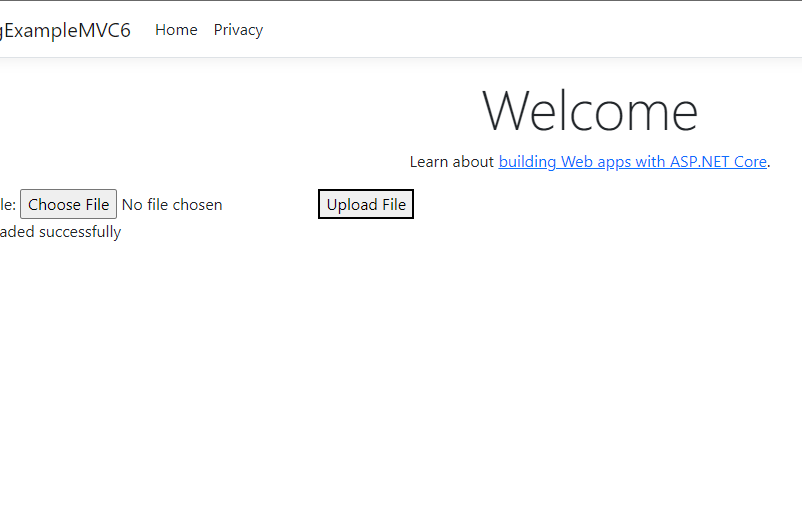 gExampleMVC6 Home Privacy
Welcome
Learn about building Web apps with ASP.NET Core.
le: Choose File No file chosen Upload File
aded successfully